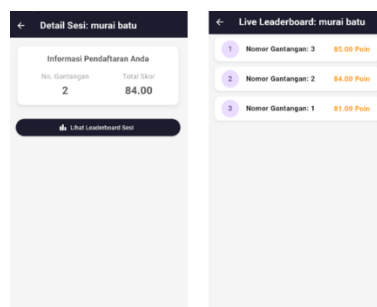 Detail Sesi: murai batu
Informasi Pendaftaran Anda
No. Gantangan Total Skor
2 84.00
Lihat Leaderboard Sesi
Live Leaderboard: murai batu
1 Nomor Gantangan: 3 85.00 Poin
2 Nomor Gantangan: 2 84.00 Poin
3 Nomor Gantangan: 1 81.00 Poin